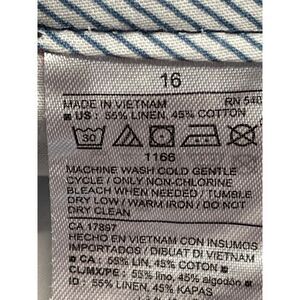 16
MADE IN VIETNAM RN 540
■ US : 55% LINEN, 45% COTTON
30
1166
MACHINE WASH COLD GENTLE
CYCLE / ONLY NON-CHLORINE
BLEACH WHEN NEEDED / TUMBLE
DRY LOW / WARM IRON / DO NOT
DRY CLEAN
CA 17897
HECHO EN VIETNAM CON INSUMOS
IMPORTADOS / DIBUAT DI VIETNAM
■ CA : 55% LIN, 45% COTON
CL/MX/PE : 55% lino, 45% algodon
ID : 55% LINEN, 45% KAPAS